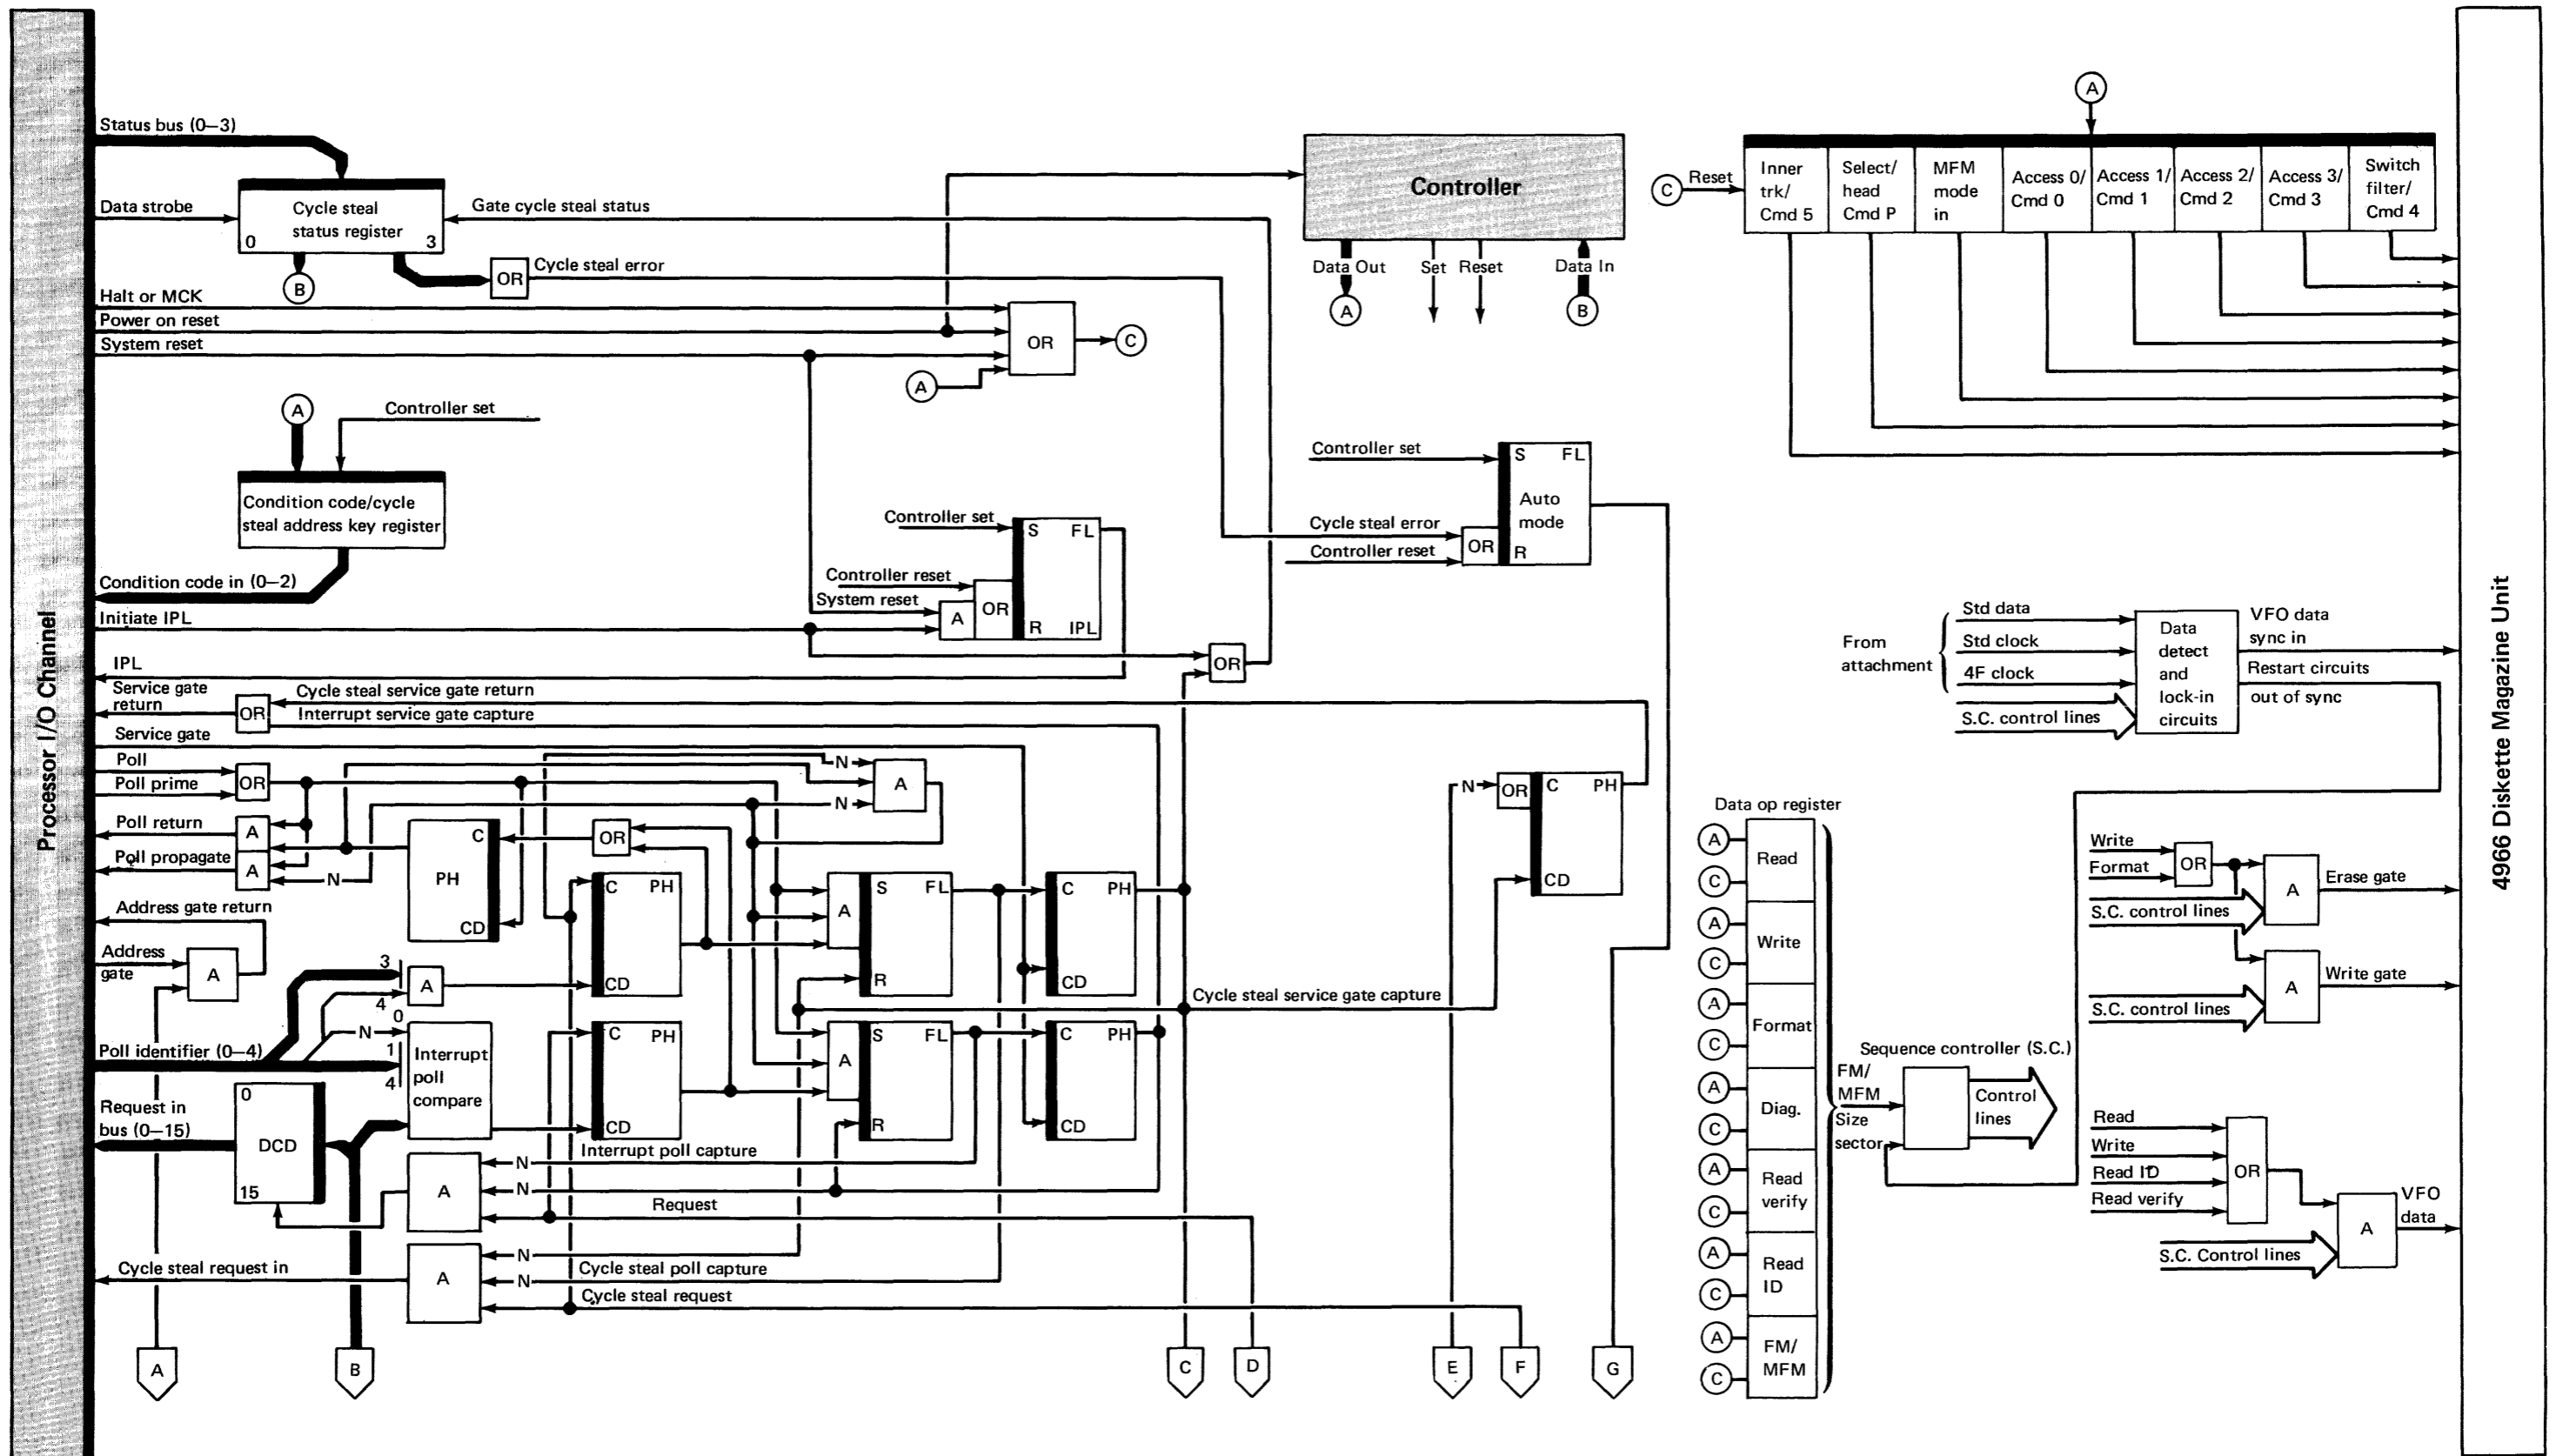 Processor I/O Channel
Status bus (0–3)
Data strobe
Cycle steal
status register
0
3
Gate cycle steal status
B
OR
Cycle steal error
Halt or MCK
Power on reset
System reset
OR
C
A
A
Controller set
Condition code/cycle
steal address key register
Condition code in (0–2)
Controller set
S
FL
Controller reset
System reset
A
OR
R
IPL
Initiate IPL
OR
IPL
Service gate
return
OR
Cycle steal service gate return
Interrupt service gate capture
Service gate
Poll
Poll prime
OR
N
A
N
Poll return
A
Poll propagate
A
N
C
PH
CD
OR
C
PH
CD
A
S
FL
R
C
PH
CD
Address gate return
Address
gate
A
3
4
A
0
N
1
4
Poll identifier (0–4)
Interrupt
poll
compare
C
PH
CD
A
S
FL
R
C
PH
CD
Cycle steal service gate capture
Request in
bus (0–15)
0
DCD
15
Interrupt poll capture
N
N
A
Request
N
Cycle steal poll capture
N
A
Cycle steal request in
Cycle steal request
A
B
C
D
E
F
G
Controller
Data Out
Set
Reset
Data In
A
B
Controller set
S
FL
Auto
mode
Cycle steal error
OR
Controller reset
R
N
OR
C
PH
CD
A
C
Reset
Inner
trk/
Cmd 5
Select/
head
Cmd P
MFM
mode
in
Access 0/
Cmd 0
Access 1/
Cmd 1
Access 2/
Cmd 2
Access 3/
Cmd 3
Switch
filter/
Cmd 4
From
attachment
Std data
Std clock
4F clock
S.C. control lines
Data
detect
and
lock-in
circuits
VFO data
sync in
Restart circuits
out of sync
Data op register
A
Read
C
A
Write
C
A
Format
C
A
Diag.
C
A
Read
verify
C
A
Read
ID
C
A
FM/
MFM
C
Sequence controller (S.C.)
FM/
MFM
Size
sector
Control
lines
Write
Format
OR
S.C. control lines
A
Erase gate
S.C. control lines
A
Write gate
Read
Write
Read ID
Read verify
OR
S.C. Control lines
A
VFO
data
4966 Diskette Magazine Unit